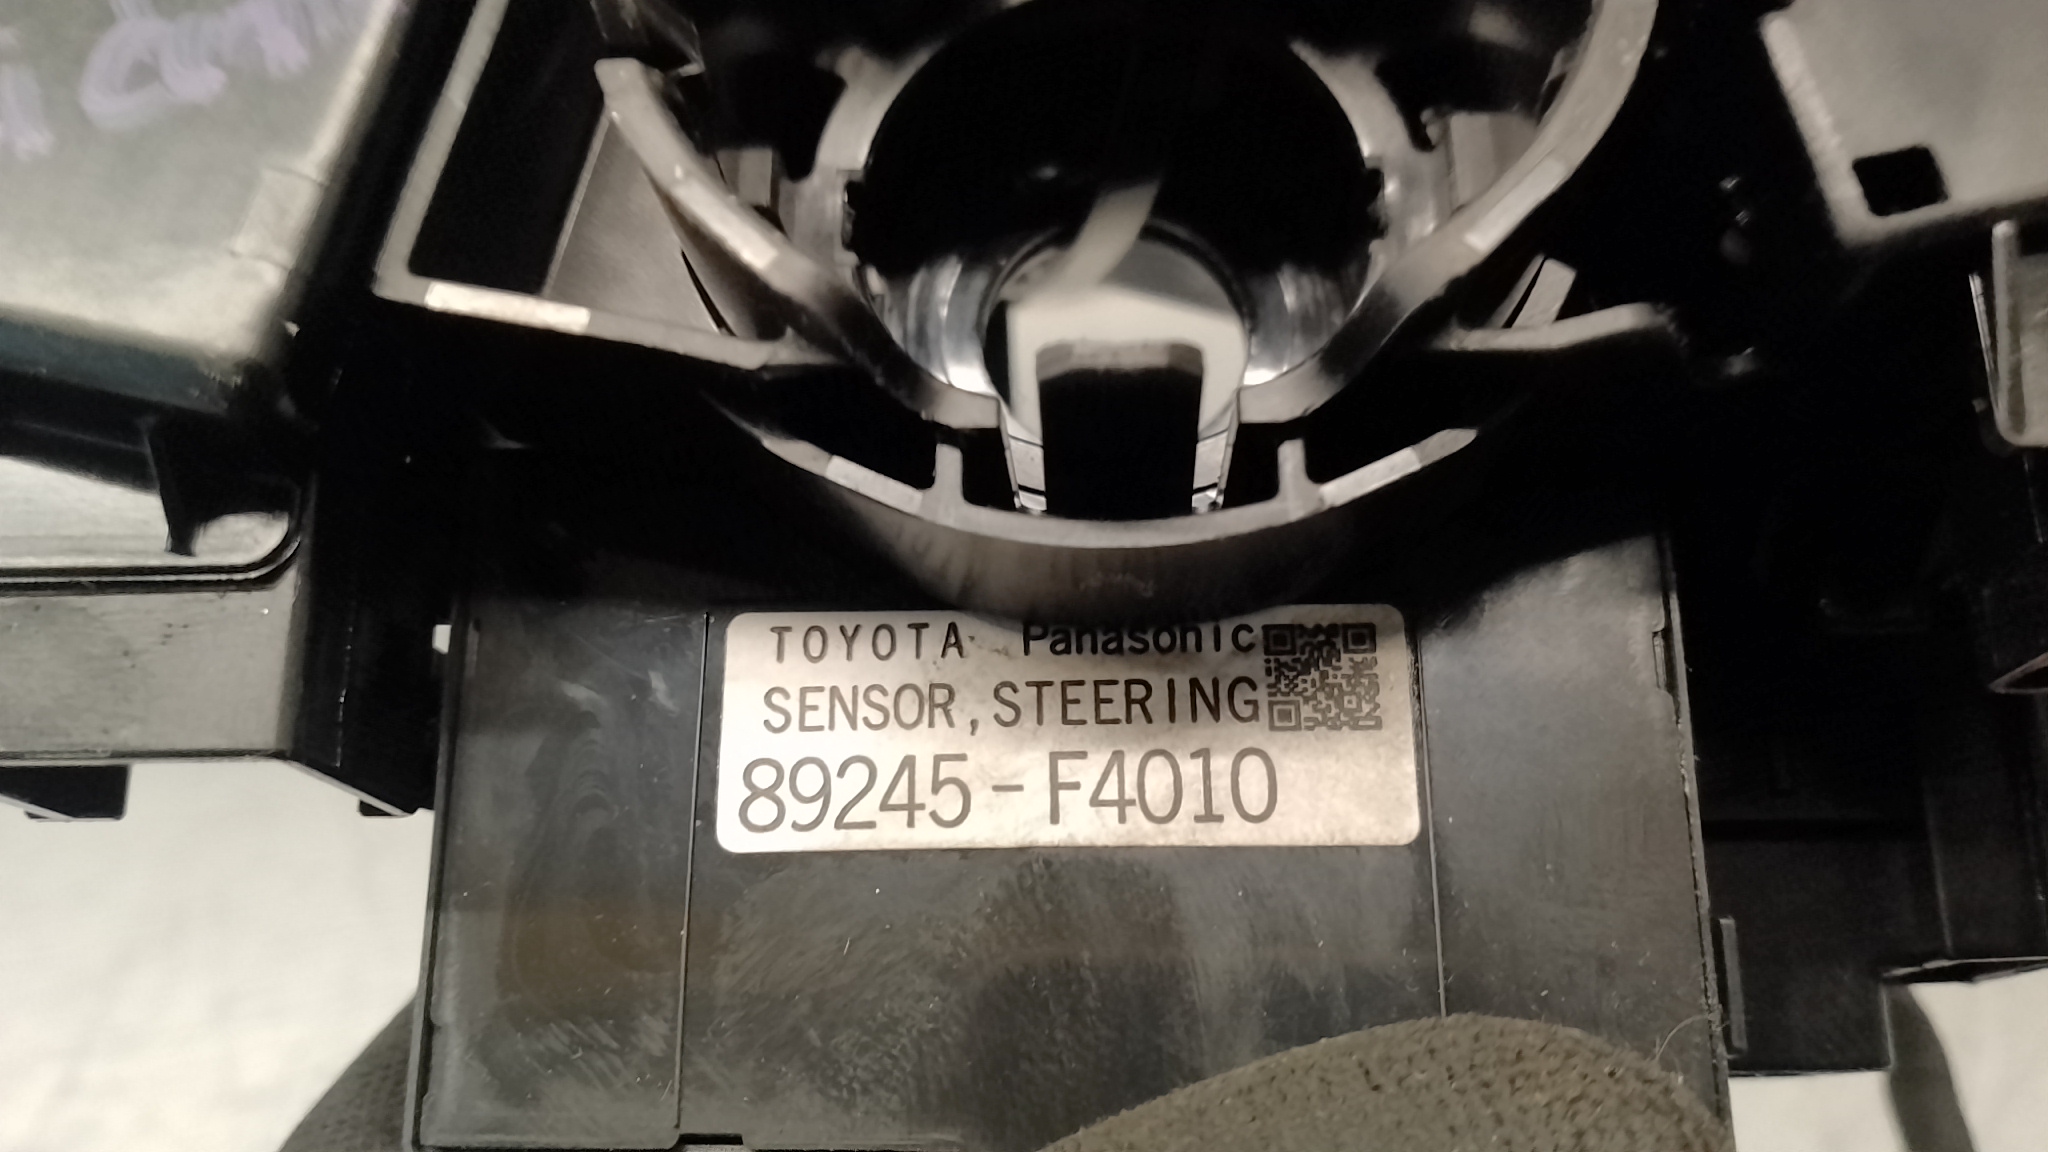 TOYOTA Panasonic
SENSOR, STEERING
89245-F4010